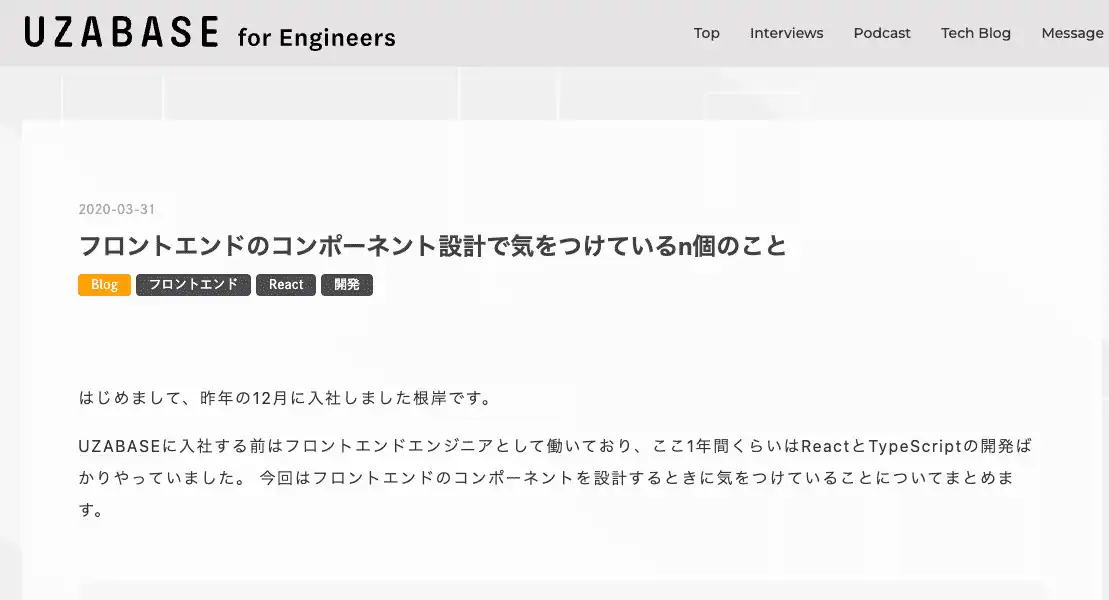 UZABASE for Engineers
Top Interviews Podcast Tech Blog Message
2020-03-31
フロントエンドのコンポーネント設計で気をつけているn個のこと
Blog フロントエンド React 開発
はじめまして、昨年の12月に入社しました根岸です。
UZABASEに入社する前はフロントエンドエンジニアとして働いており、ここ1年間くらいはReactとTypeScriptの開発ば
かりやっていました。 今回はフロントエンドのコンポーネントを設計するときに気をつけていることについてまとめま
す。